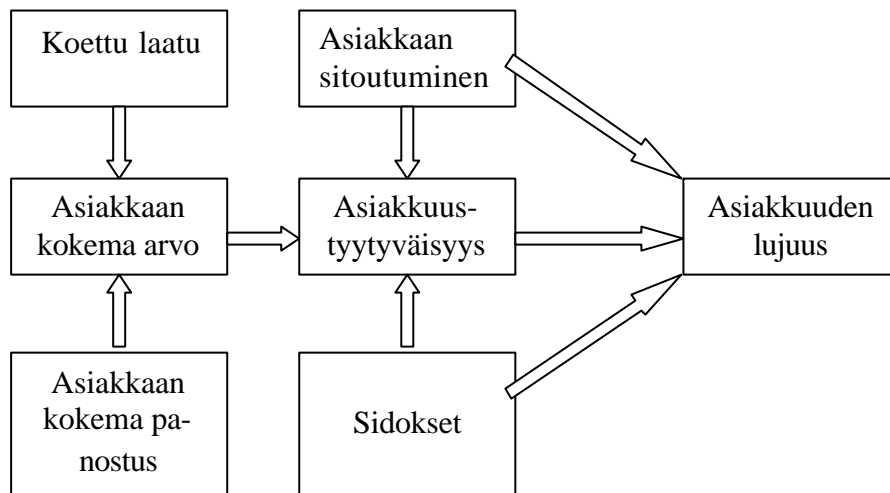 Koettu laatu
Asiakkaan
sitoutuminen
Asiakkaan
kokema arvo
Asiakkuus-
tyytyväisyys
Asiakkuuden
lujuus
Asiakkaan
kokema pa-
nostus
Sidokset